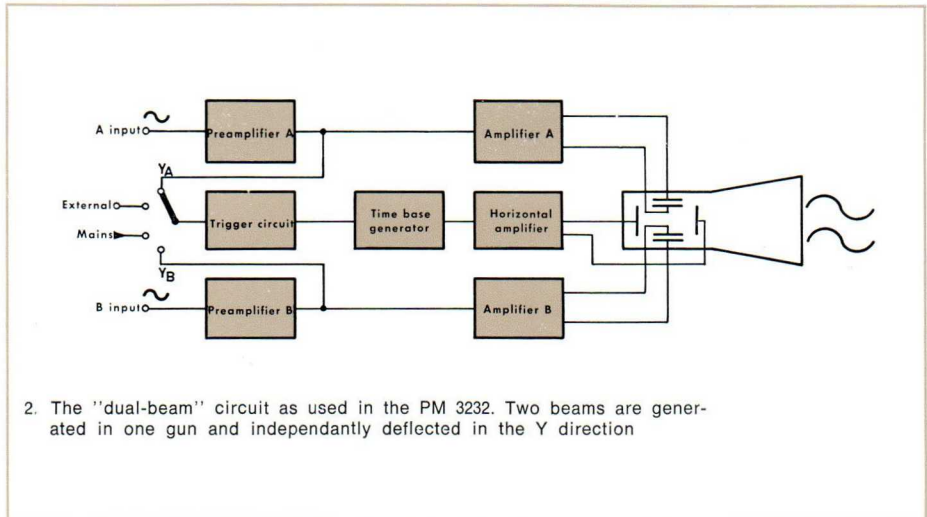 A input
Preamplifier A
Amplifier A
YA
External
Trigger circuit
Time base
generator
Horizontal
amplifier
Mains
YB
B input
Preamplifier B
Amplifier B
2. The ''dual-beam'' circuit as used in the PM 3232. Two beams are gener-
ated in one gun and independantly deflected in the Y direction